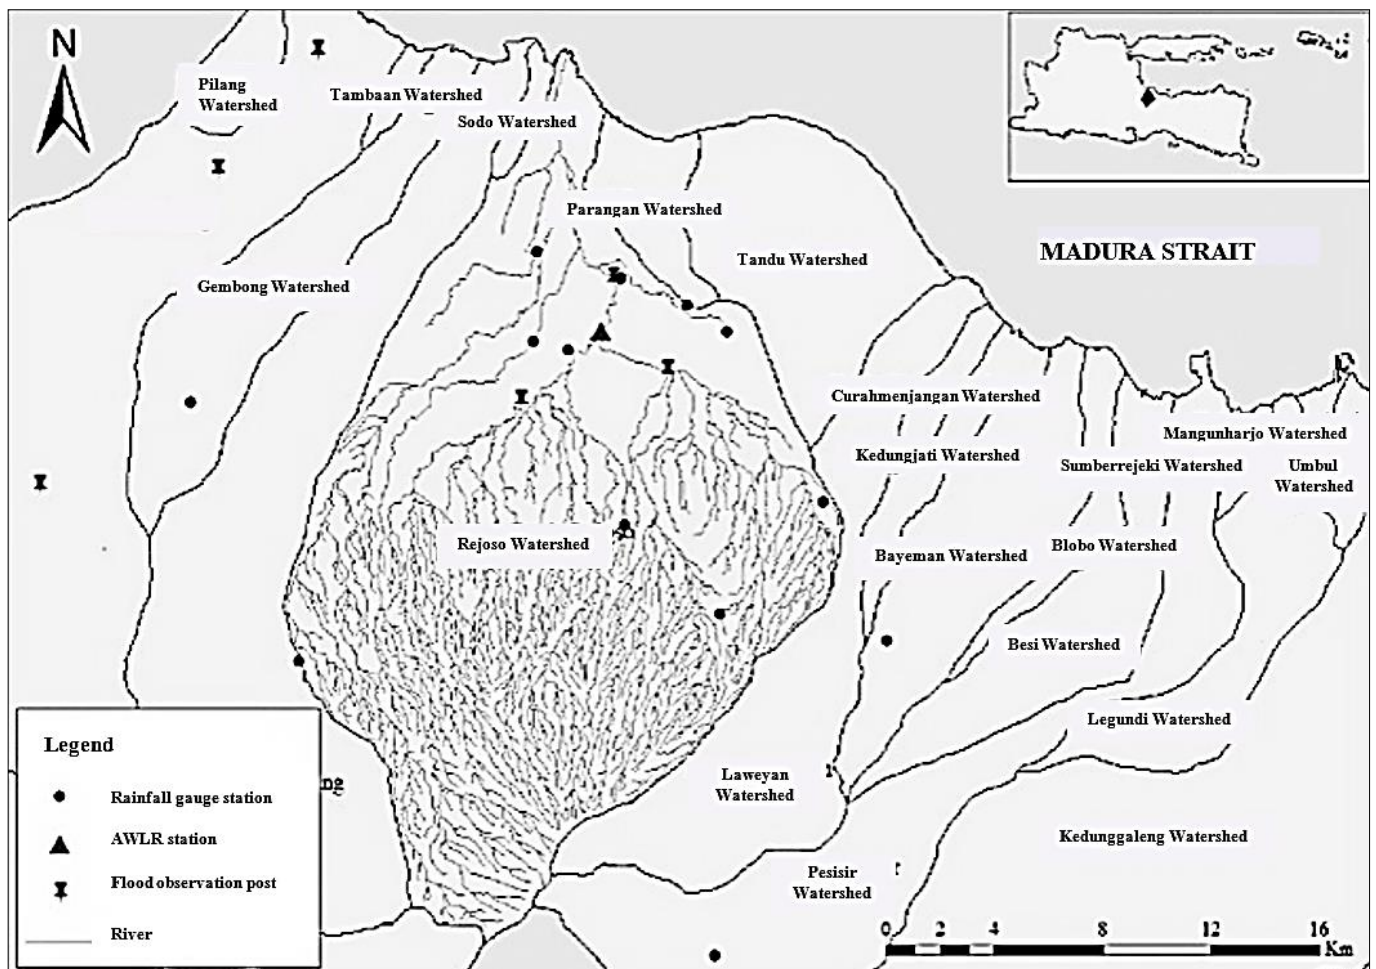 N
Pilang
Watershed
Tambaan Watershed
Sodo Watershed
Parangan Watershed
MADURA STRAIT
Tandu Watershed
Gembong Watershed
Curahmenjangan Watershed
Mangunharjo Watershed
Kedungjati Watershed
Sumberrejeki Watershed
Umbul
Watershed
Rejoso Watershed
Bayeman Watershed
Blobo Watershed
Besi Watershed
Legundi Watershed
Laweyan
Watershed
Kedunggaleng Watershed
Pesisir
Watershed
Legend
Rainfall gauge station
AWLR station
Flood observation post
River
ng
0 2 4 8 12 16
Km